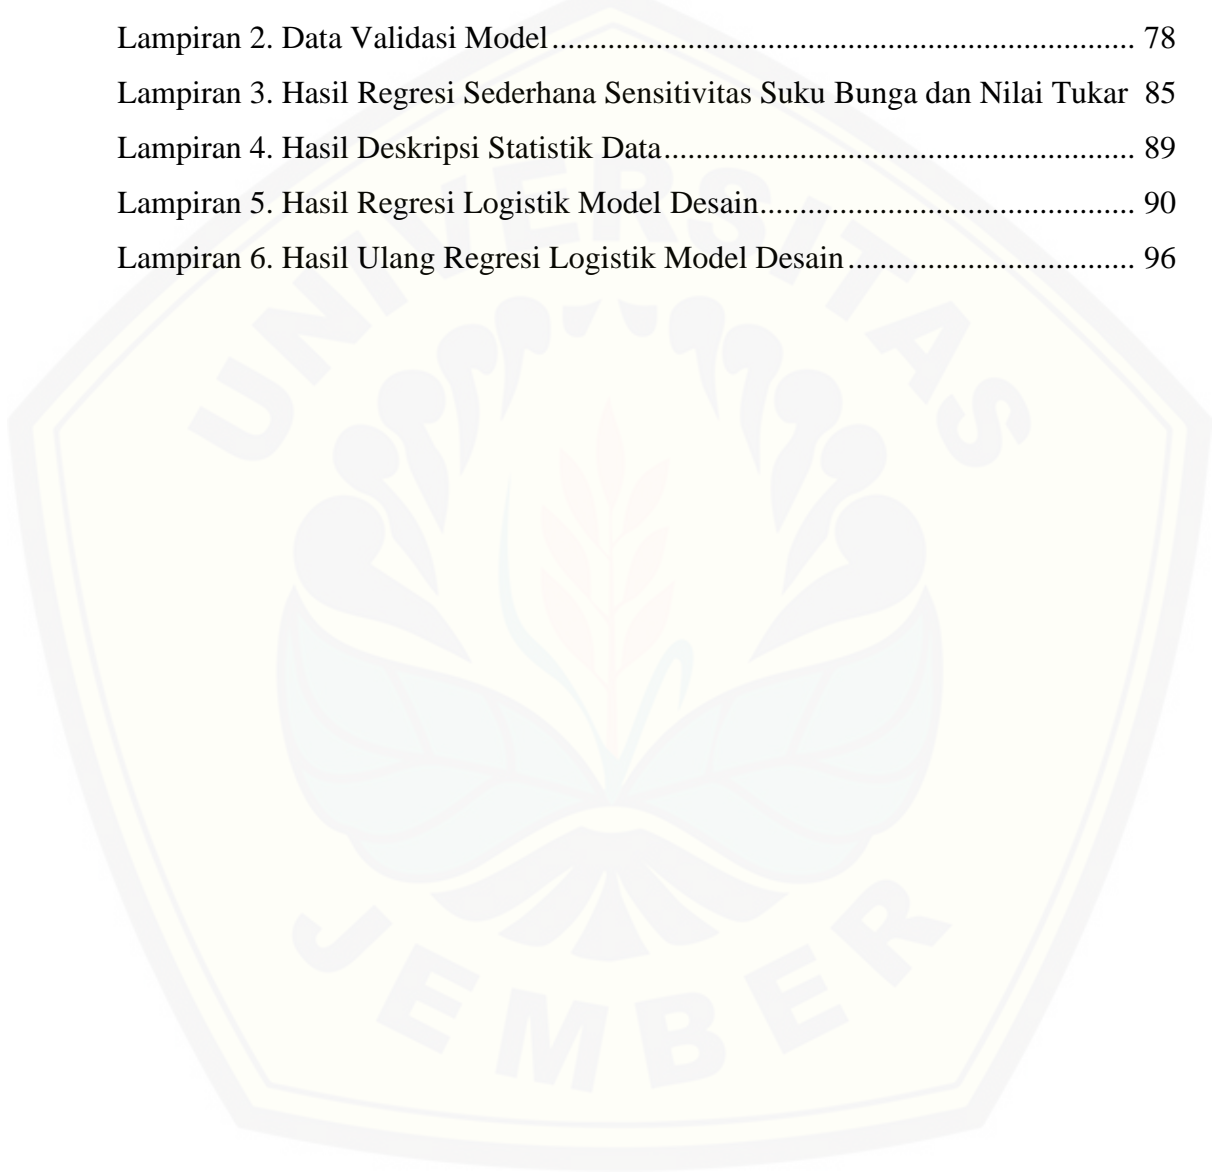 Lampiran 2. Data Validasi Model.......................................................................... 78
Lampiran 3. Hasil Regresi Sederhana Sensitivitas Suku Bunga dan Nilai Tukar 85
Lampiran 4. Hasil Deskripsi Statistik Data............................................................ 89
Lampiran 5. Hasil Regresi Logistik Model Desain................................................ 90
Lampiran 6. Hasil Ulang Regresi Logistik Model Desain.................................... 96
UNIVERSITAS
JEMBER